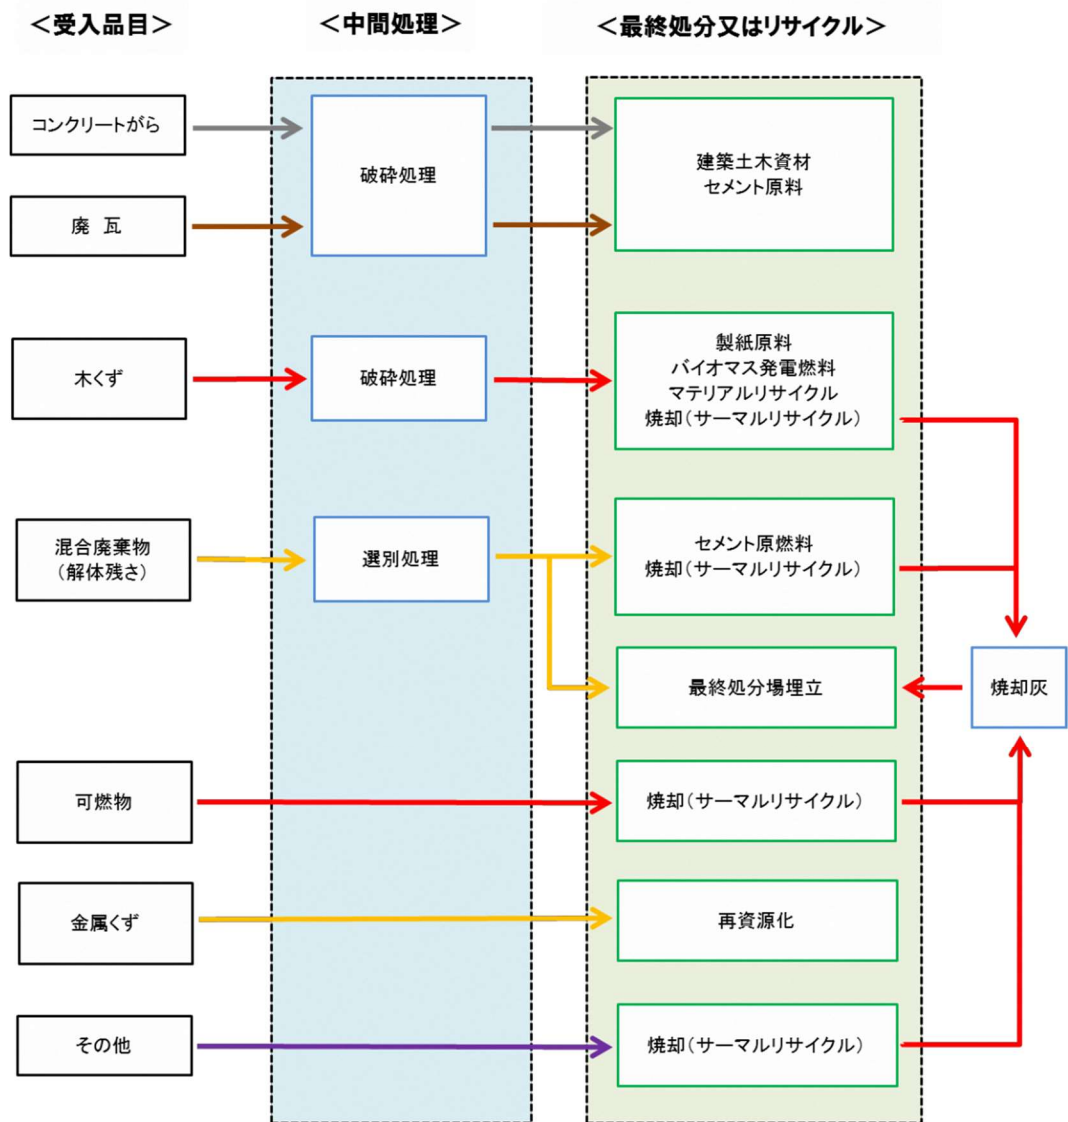 ＜受入品目＞
＜中間処理＞
＜最終処分又はリサイクル＞
コンクリートがら
廃　瓦
破砕処理
建築土木資材
セメント原料
木くず
破砕処理
製紙原料
バイオマス発電燃料
マテリアルリサイクル
焼却（サーマルリサイクル）
混合廃棄物
（解体残さ）
選別処理
セメント原燃料
焼却（サーマルリサイクル）
最終処分場埋立
焼却灰
可燃物
焼却（サーマルリサイクル）
金属くず
再資源化
その他
焼却（サーマルリサイクル）